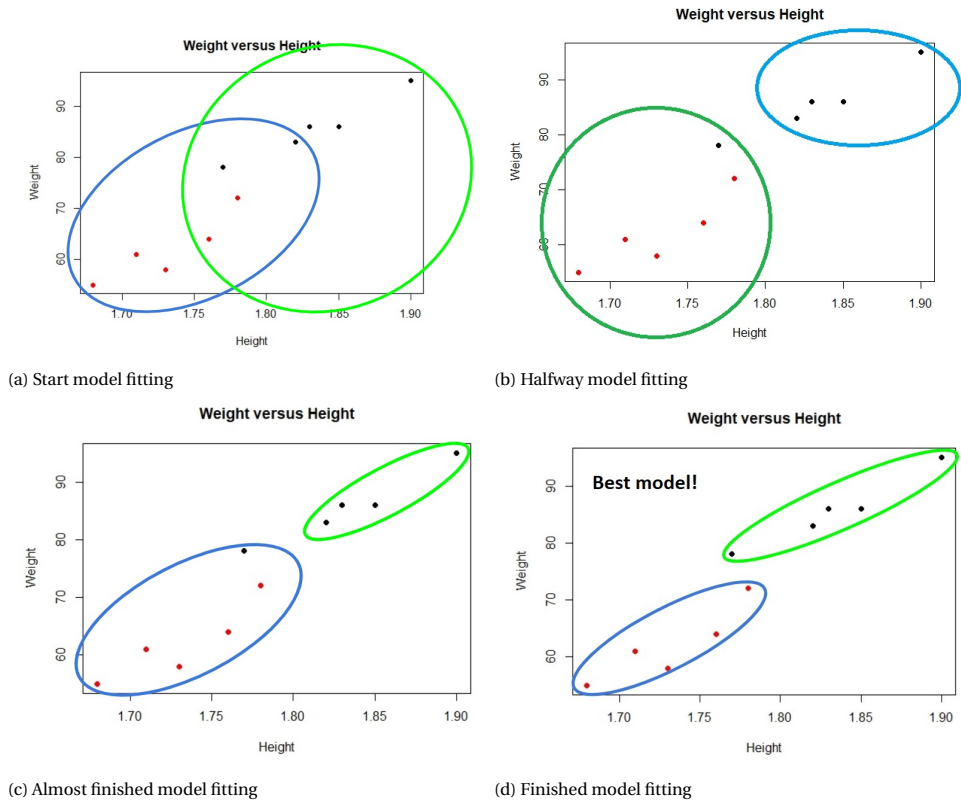 Weight versus Height
Weight
90
80
70
60
1.70 1.75 1.80 1.85 1.90
Height
(a) Start model fitting
Weight versus Height
Weight
90
80
70
60
1.70 1.75 1.80 1.85 1.90
Height
(b) Halfway model fitting
Weight versus Height
Weight
90
80
70
60
1.70 1.75 1.80 1.85 1.90
Height
(c) Almost finished model fitting
Weight versus Height
Best model!
Weight
90
80
70
60
1.70 1.75 1.80 1.85 1.90
Height
(d) Finished model fitting